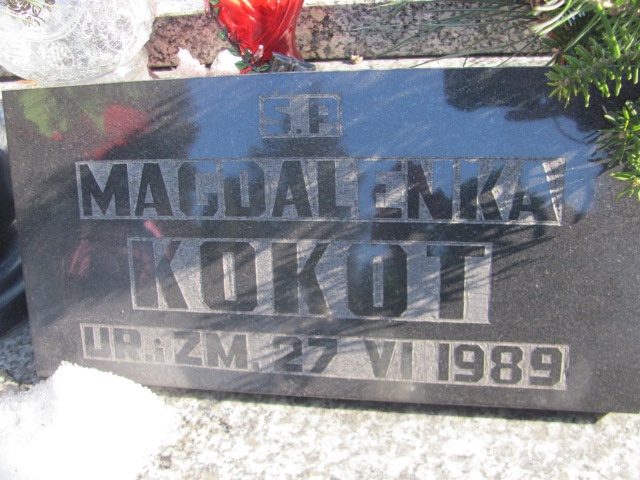 Ś.P.
MAGDALENKA
KOKOT
UR. i ZM. 27 VI 1989